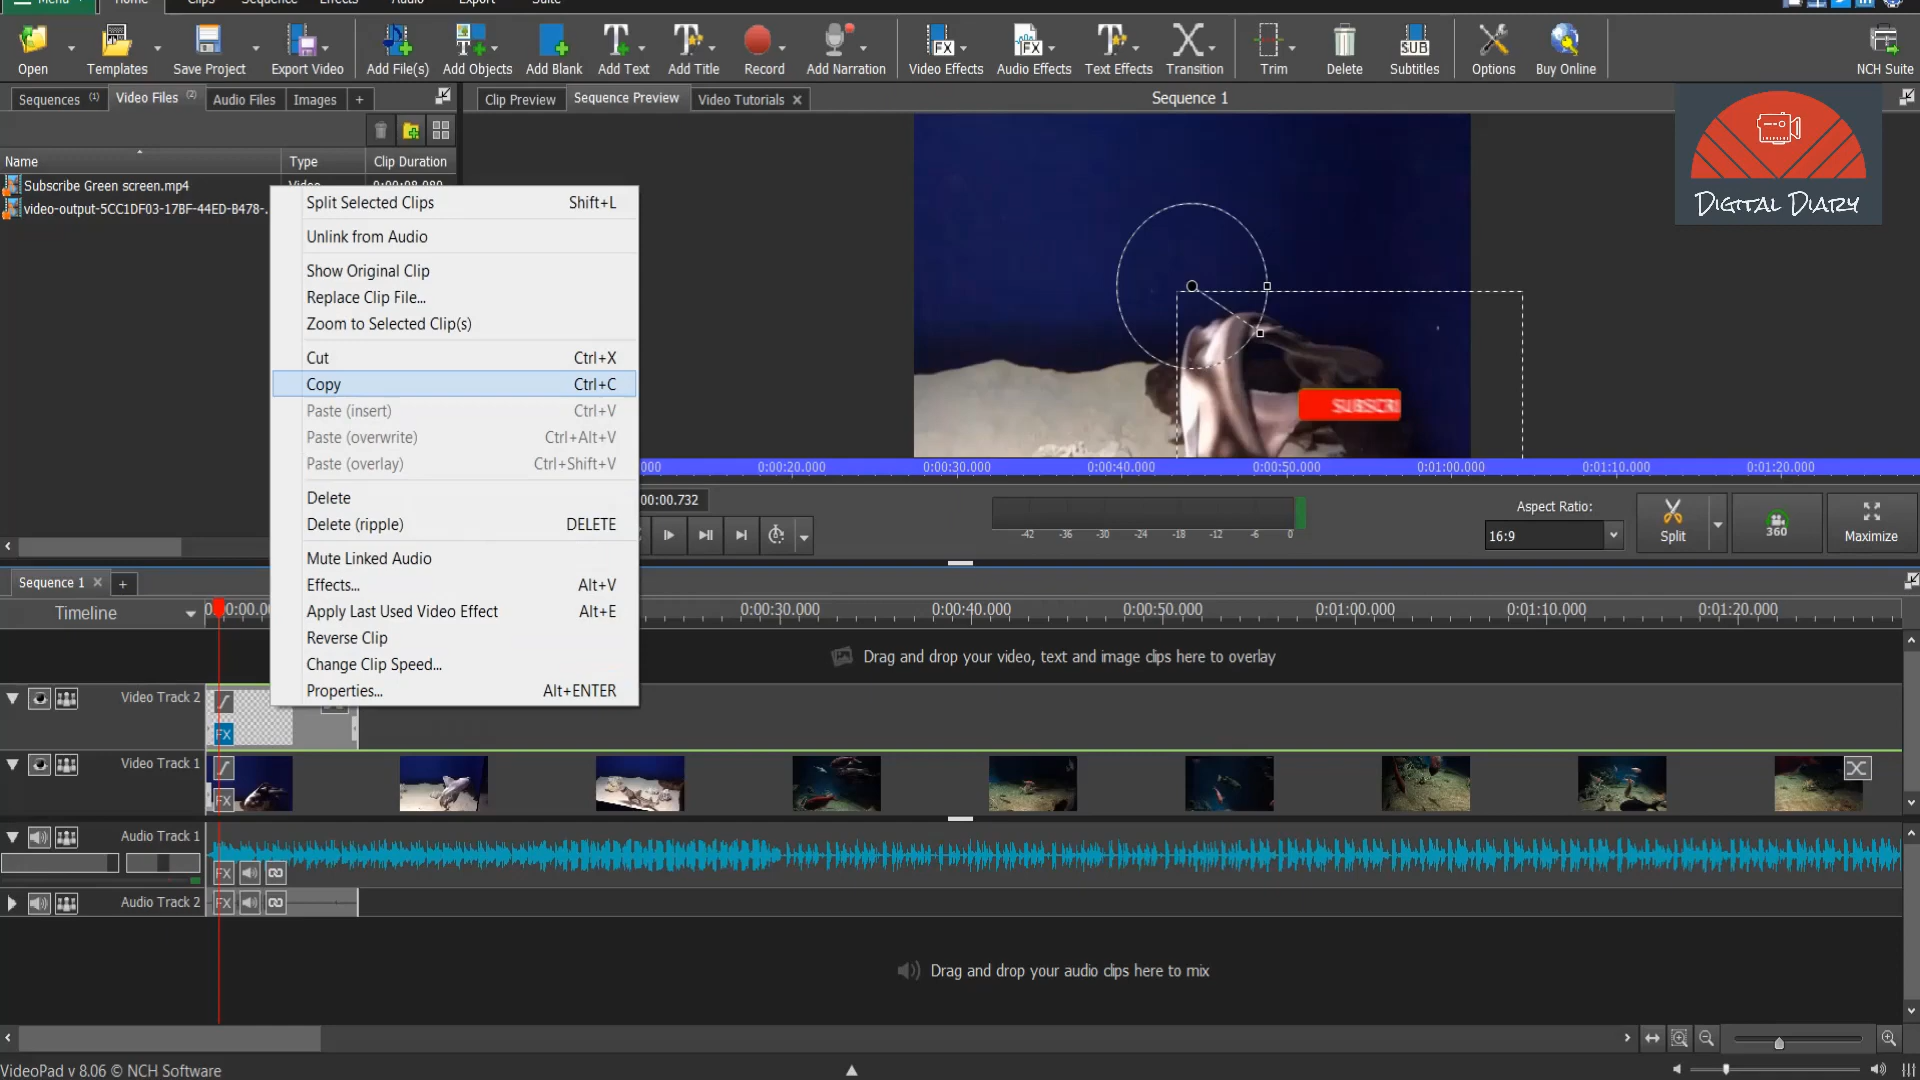 Menu Home Clips Sequence Effects Audio Export Suite
Open Templates Save Project Export Video Add File(s) Add Objects Add Blank Add Text Add Title Record Add Narration Video Effects Audio Effects Text Effects Transition Trim Delete Subtitles Options Buy Online NCH Suite
Sequences (1) Video Files (2) Audio Files Images +
Clip Preview Sequence Preview Video Tutorials × Sequence 1
Name Type Clip Duration
Subscribe Green screen.mp4
video-output-5CC1DF03-17BF-44ED-B478-.
Digital Diary
Split Selected Clips Shift+L
Unlink from Audio
Show Original Clip
Replace Clip File...
Zoom to Selected Clip(s)
Cut Ctrl+X
Copy Ctrl+C
Paste (insert) Ctrl+V
Paste (overwrite) Ctrl+Alt+V
Paste (overlay) Ctrl+Shift+V
Delete
Delete (ripple) DELETE
Mute Linked Audio
Effects... Alt+V
Apply Last Used Video Effect Alt+E
Reverse Clip
Change Clip Speed...
Properties... Alt+ENTER
SUBSCRI
0:00:20.000 0:00:30.000 0:00:40.000 0:00:50.000 0:01:00.000 0:01:10.000 0:01:20.000
00:00.732
-42 -36 -30 -24 -18 -12 -6 0
Aspect Ratio:
16:9
Split 360 Maximize
Sequence 1 × +
Timeline 0:00:30.000 0:00:40.000 0:00:50.000 0:01:00.000 0:01:10.000 0:01:20.000
Drag and drop your video, text and image clips here to overlay
Video Track 2
FX
Video Track 1
FX
Audio Track 1
FX
Audio Track 2 FX
Drag and drop your audio clips here to mix
VideoPad v 8.06 © NCH Software